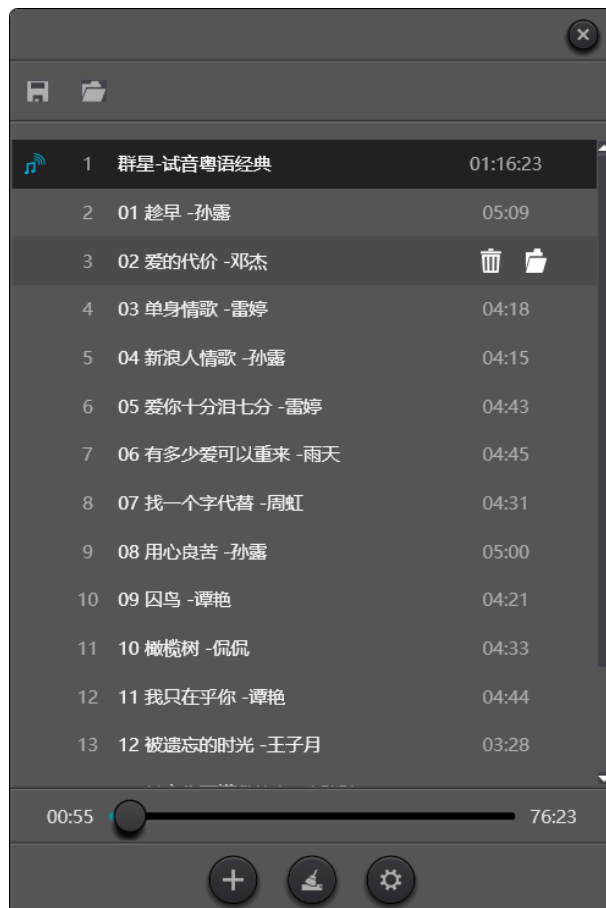 1 群星-试音粤语经典 01:16:23
2 01 趁早 -孙露 05:09
3 02 爱的代价 -邓杰
4 03 单身情歌 -雷婷 04:18
5 04 新浪人情歌 -孙露 04:15
6 05 爱你十分泪七分 -雷婷 04:43
7 06 有多少爱可以重来 -雨天 04:45
8 07 找一个字代替 -周虹 04:31
9 08 用心良苦 -孙露 05:00
10 09 囚鸟 -谭艳 04:21
11 10 橄榄树 -侃侃 04:33
12 11 我只在乎你 -谭艳 04:44
13 12 被遗忘的时光 -王子月 03:28
00:55 76:23